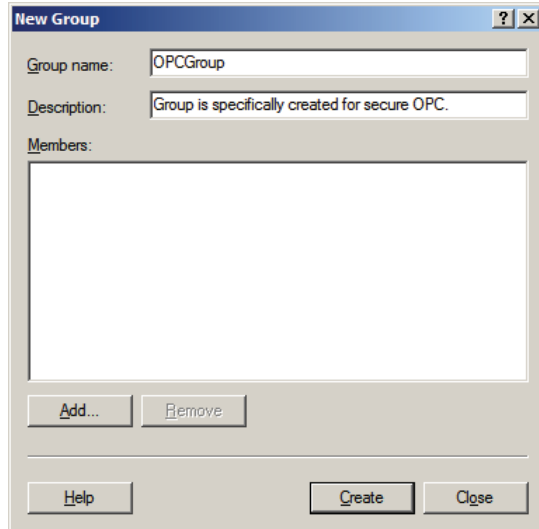 New Group
Group name: OPCGroup
Description: Group is specifically created for secure OPC.
Members:
Add... Remove
Help Create Close